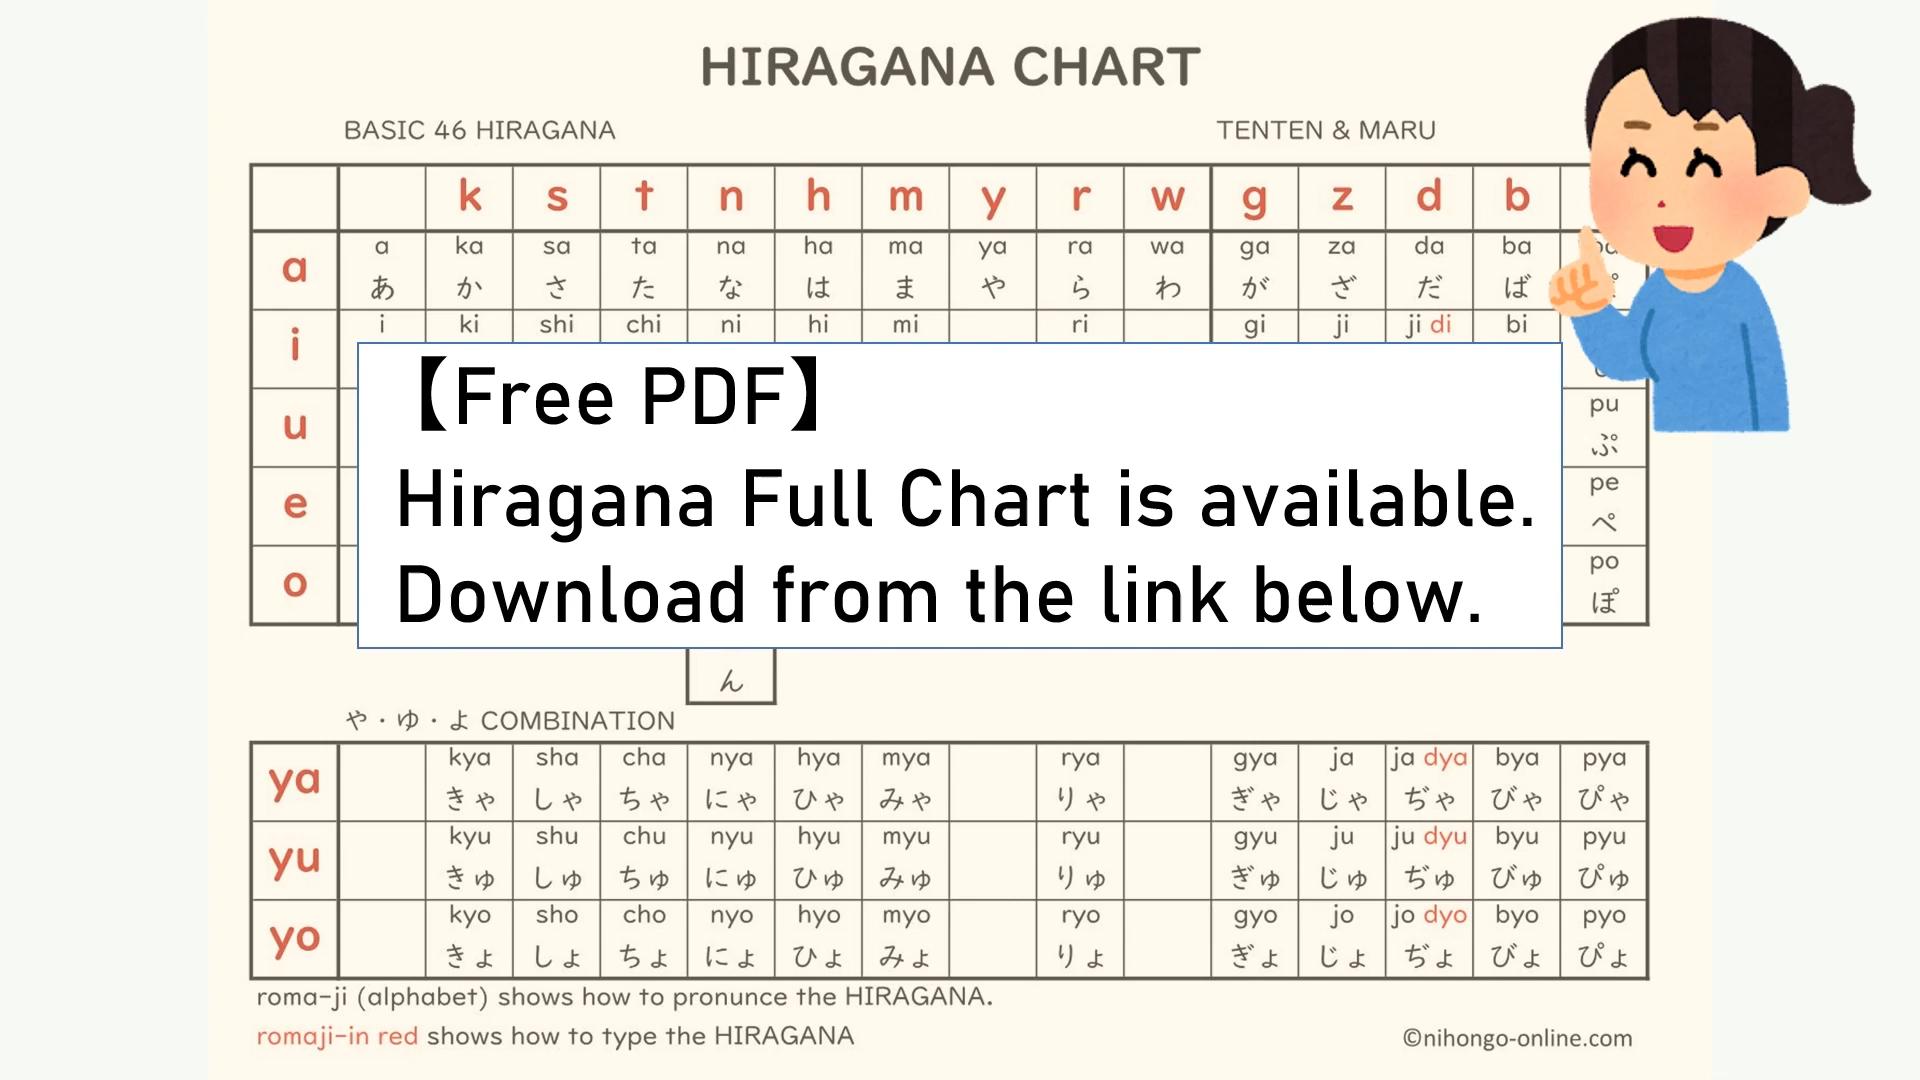 HIRAGANA CHART
BASIC 46 HIRAGANA
TENTEN & MARU
k s t n h m y r w g z d b
a
a ka sa ta na ha ma ya ra wa ga za da ba
あ か さ た な は ま や ら わ が ざ だ ば
i
i ki shi chi ni hi mi ri gi ji ji di bi
【Free PDF】
Hiragana Full Chart is available.
Download from the link below.
u
pu
ぷ
e
pe
ぺ
o
po
ぽ
ん
や・ゆ・よ COMBINATION
ya
kya sha cha nya hya mya rya gya ja ja dya bya pya
きゃ しゃ ちゃ にゃ ひゃ みゃ りゃ ぎゃ じゃ ぢゃ びゃ ぴゃ
yu
kyu shu chu nyu hyu myu ryu gyu ju ju dyu byu pyu
きゅ しゅ ちゅ にゅ ひゅ みゅ りゅ ぎゅ じゅ ぢゅ びゅ ぴゅ
yo
kyo sho cho nyo hyo myo ryo gyo jo jo dyo byo pyo
きょ しょ ちょ にょ ひょ みょ りょ ぎょ じょ ぢょ びょ ぴょ
roma-ji (alphabet) shows how to pronunce the HIRAGANA.
romaji-in red shows how to type the HIRAGANA
©nihongo-online.com